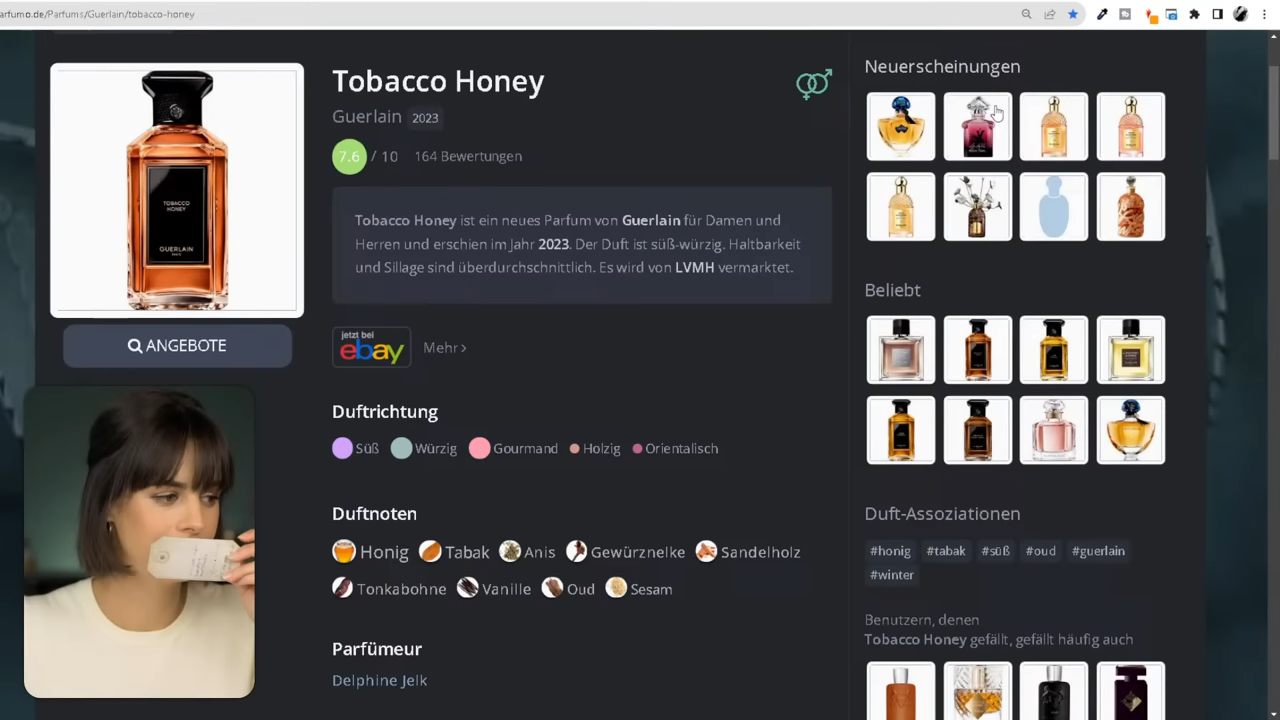 arfumo.de/Parfums/Guerlain/tobacco-honey
TOBACCO
HONEY
GUERLAIN
PARIS
ANGEBOTE
Tobacco Honey
Guerlain 2023
7.6 / 10 164 Bewertungen
Tobacco Honey ist ein neues Parfum von Guerlain für Damen und
Herren und erschien im Jahr 2023. Der Duft ist süß-würzig. Haltbarkeit
und Sillage sind überdurchschnittlich. Es wird von LVMH vermarktet.
jetzt bei
ebay
Mehr >
Duftrichtung
Süß Würzig Gourmand Holzig Orientalisch
Duftnoten
Honig Tabak Anis Gewürznelke Sandelholz
Tonkabohne Vanille Oud Sesam
Parfümeur
Delphine Jelk
Neuerscheinungen
Beliebt
Duft-Assoziationen
#honig #tabak #süß #oud #guerlain
#winter
Benutzern, denen
Tobacco Honey gefällt, gefällt häufig auch